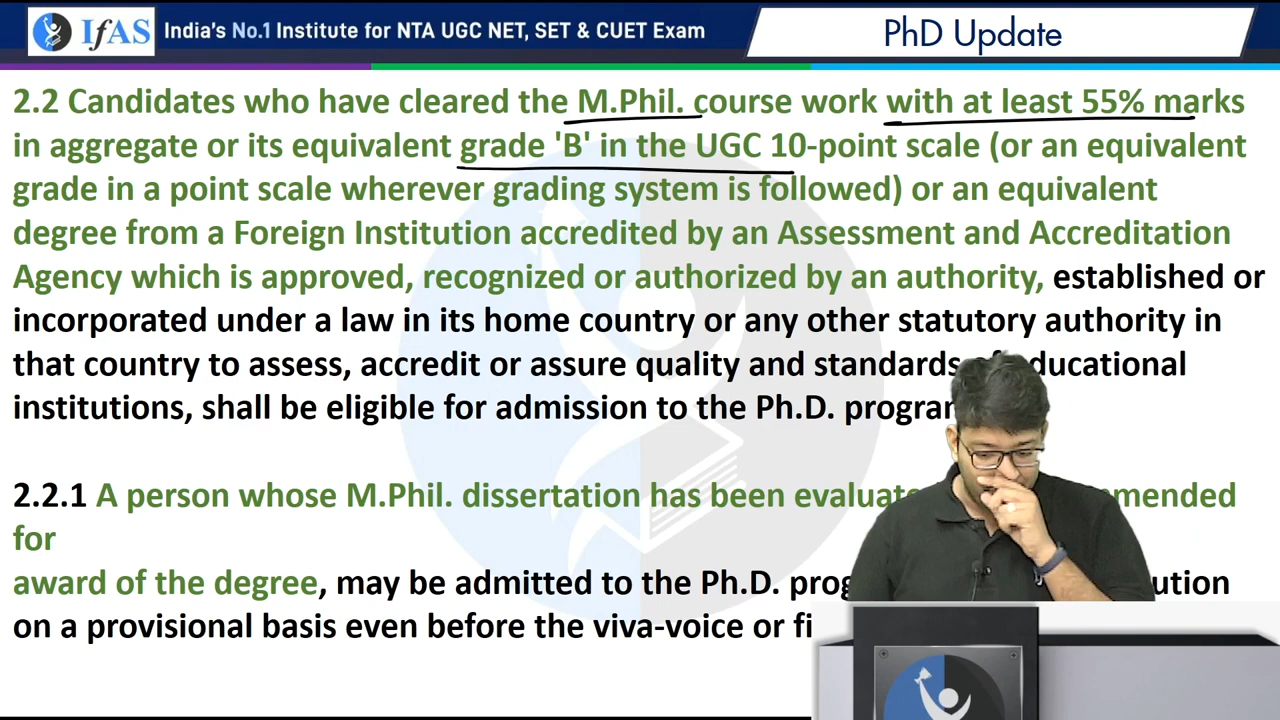 IfAS India's No.1 Institute for NTA UGC NET, SET & CUET Exam PhD Update
2.2 Candidates who have cleared the M.Phil. course work with at least 55% marks
in aggregate or its equivalent grade 'B' in the UGC 10-point scale (or an equivalent
grade in a point scale wherever grading system is followed) or an equivalent
degree from a Foreign Institution accredited by an Assessment and Accreditation
Agency which is approved, recognized or authorized by an authority, established or
incorporated under a law in its home country or any other statutory authority in
that country to assess, accredit or assure quality and standards of educational
institutions, shall be eligible for admission to the Ph.D.
2.2.1 A person whose M.Phil. dissertation has been
for
award of the degree, may be admitted to the Ph.D.
on a provisional basis even before the viva-voice or